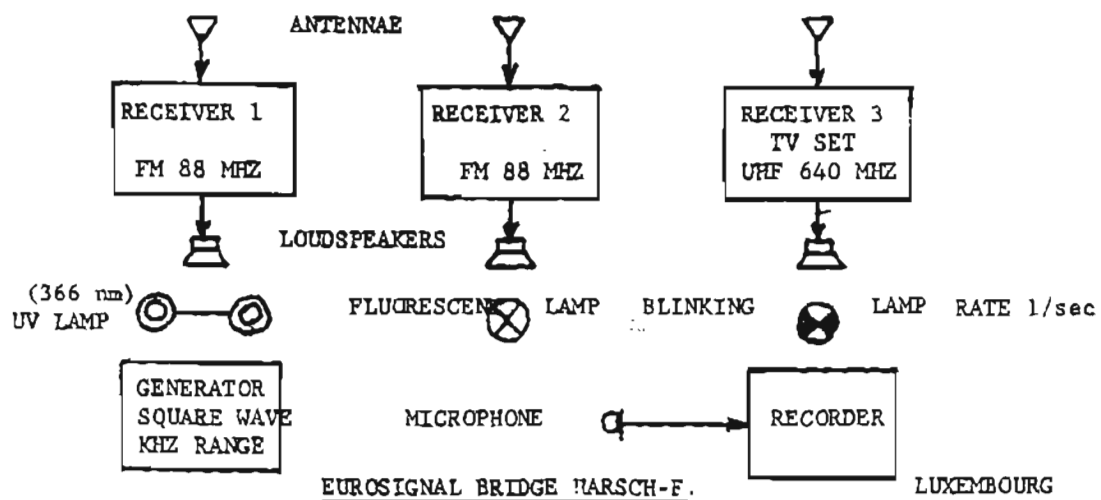 ANTENNAE
RECEIVER 1
FM 88 MHZ
RECEIVER 2
FM 88 MHZ
RECEIVER 3
TV SET
UHF 640 MHZ
LOUDSPEAKERS
(366 nm)
UV LAMP
FLUORESCENT LAMP
BLINKING LAMP RATE 1/sec
GENERATOR
SQUARE WAVE
KHZ RANGE
MICROPHONE
RECORDER
EUROSIGNAL BRIDGE HARSCH-F.
LUXEMBOURG